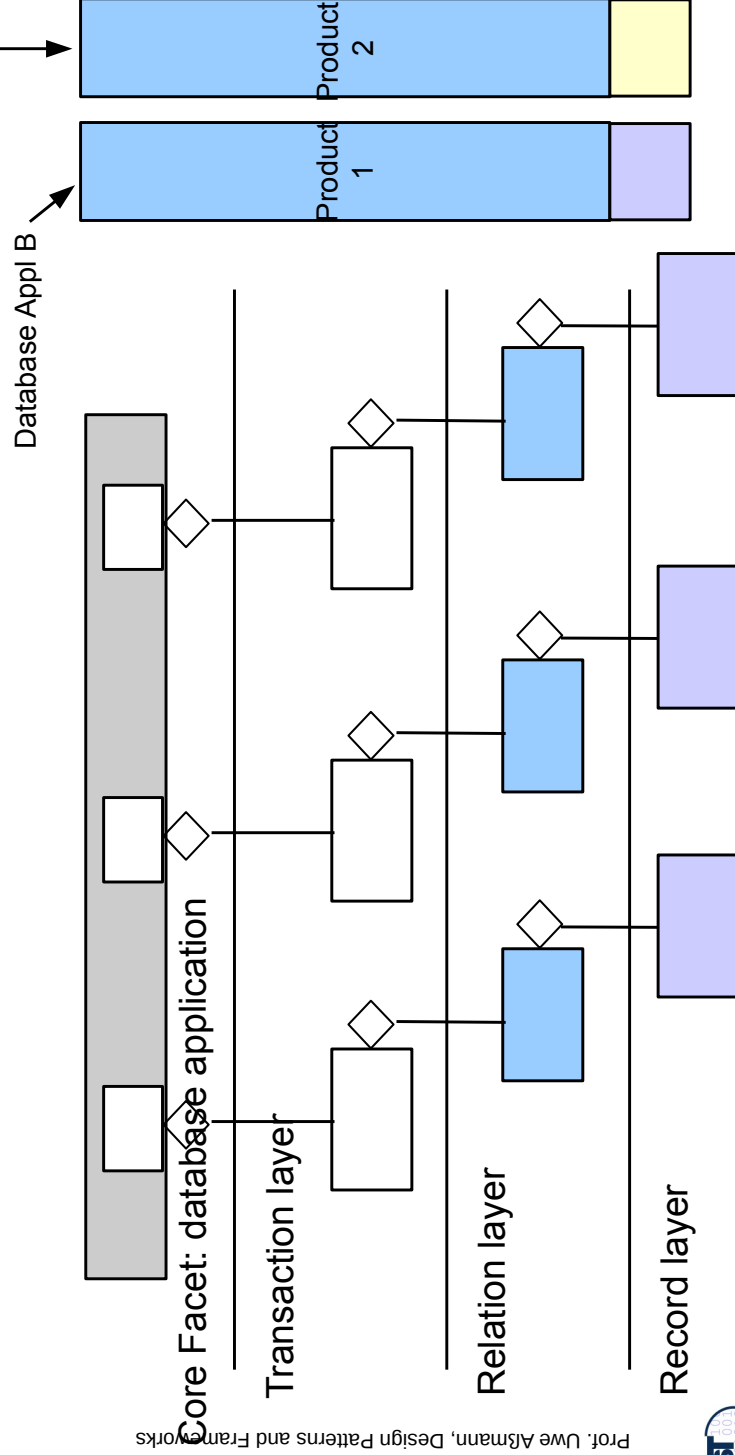 Product
2
Product
1
Database Appl B
Core Facet: database application
Transaction layer
Relation layer
Record layer
Prof. Uwe Aßmann, Design Patterns and Frameworks